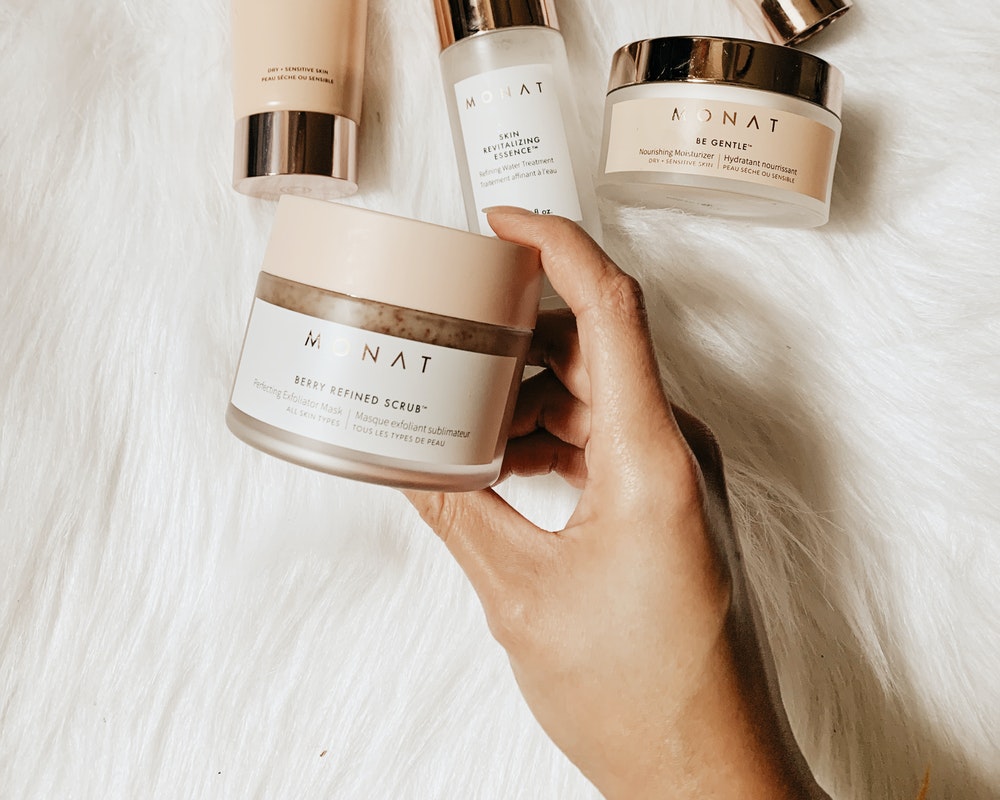 DRY + SENSITIVE SKIN
PEAU SÈCHE OU SENSIBLE
MONAT
SKIN
REVITALIZING
ESSENCE™
Refining Water Treatment
Traitement affinant à l'eau
fl oz.
MONAT
BE GENTLE™
Nourishing Moisturizer | Hydratant nourrissant
DRY + SENSITIVE SKIN | PEAU SÈCHE OU SENSIBLE
MONAT
BERRY REFINED SCRUB™
Perfecting Exfoliator Mask | Masque exfoliant sublimateur
ALL SKIN TYPES | TOUS LES TYPES DE PEAU